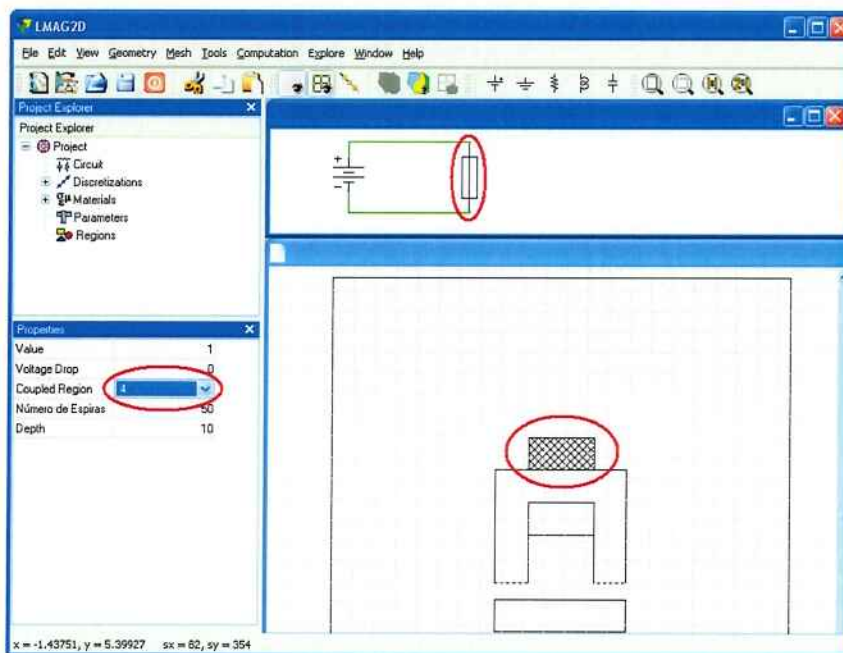 LMAG2D
File Edit View Geometry Mesh Tools Computation Explore Window Help
Project Explorer
Project Explorer
Project
Circuit
Discretizations
Materials
Parameters
Regions
Properties
Value 1
Voltage Drop 0
Coupled Region 4
Número de Espiras 50
Depth 10
x = -1.43751, y = 5.39927 sx = 82, sy = 354